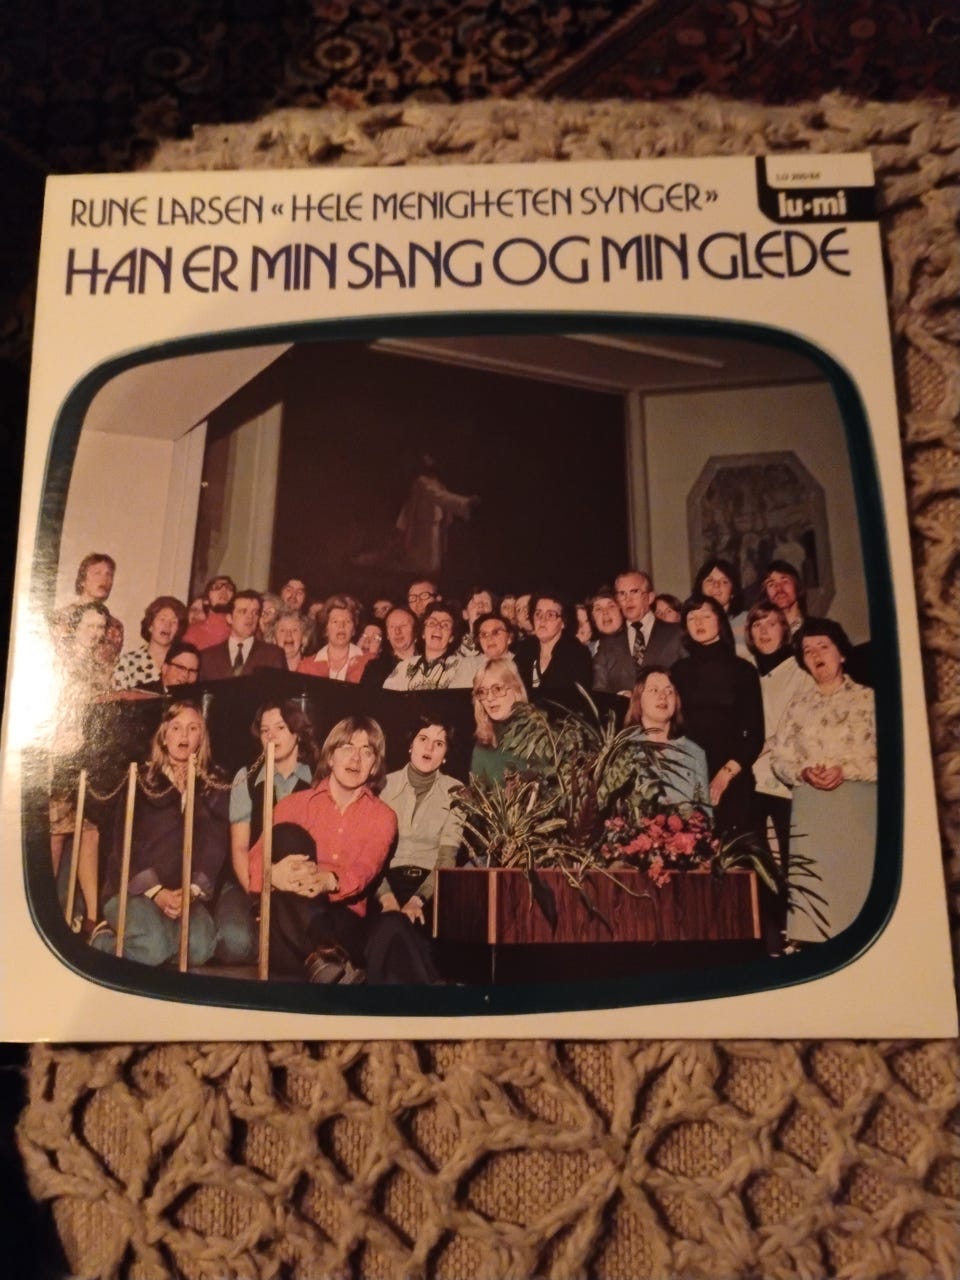 RUNE LARSEN «HELE MENIGHETEN SYNGER»
HAN ER MIN SANG OG MIN GLEDE
lu-mi